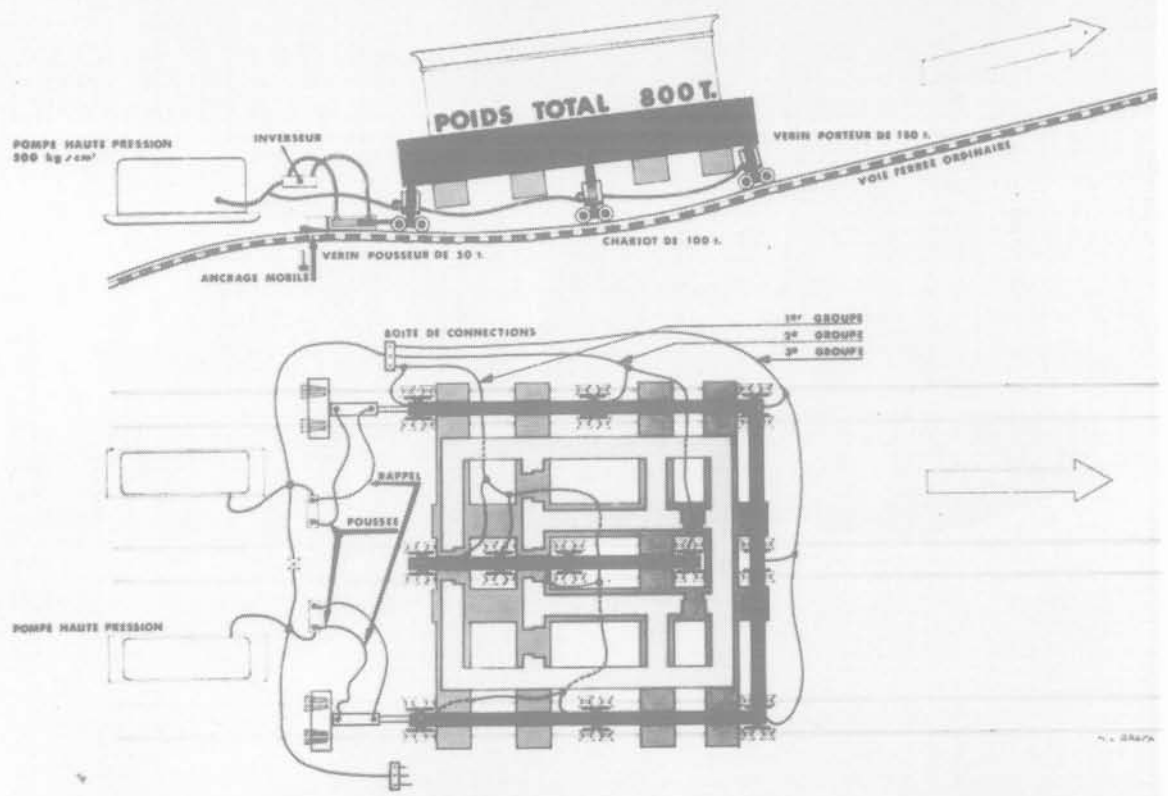 POIDS TOTAL 800 T.
INVERSEUR
POMPE HAUTE PRESSION
500 kg/cm²
VERIN PORTEUR DE 150 t.
VOIE FERREE ORDINAIRE
CHARIOT DE 100 t.
VERIN POUSSEUR DE 50 t.
ANCRAGE MOBILE
BOITE DE CONNECTIONS
1er GROUPE
2e GROUPE
3e GROUPE
RAPPEL
POUSSEE
POMPE HAUTE PRESSION